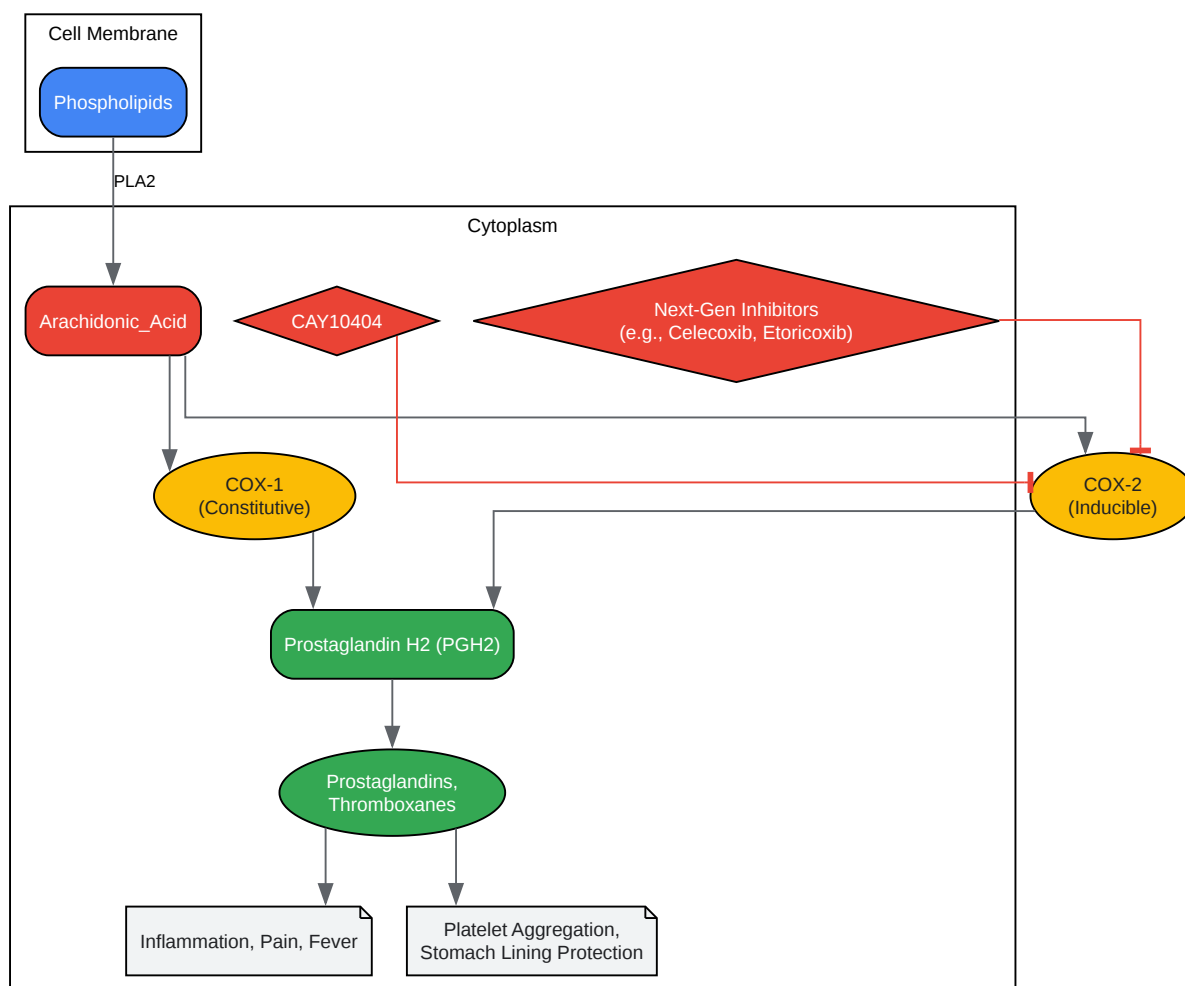 Cell Membrane
Phospholipids
PLA2
Cytoplasm
Arachidonic_Acid
CAY10404
Next-Gen Inhibitors
(e.g., Celecoxib, Etoricoxib)
COX-1
(Constitutive)
COX-2
(Inducible)
Prostaglandin H2 (PGH2)
Prostaglandins,
Thromboxanes
Inflammation, Pain, Fever
Platelet Aggregation,
Stomach Lining Protection